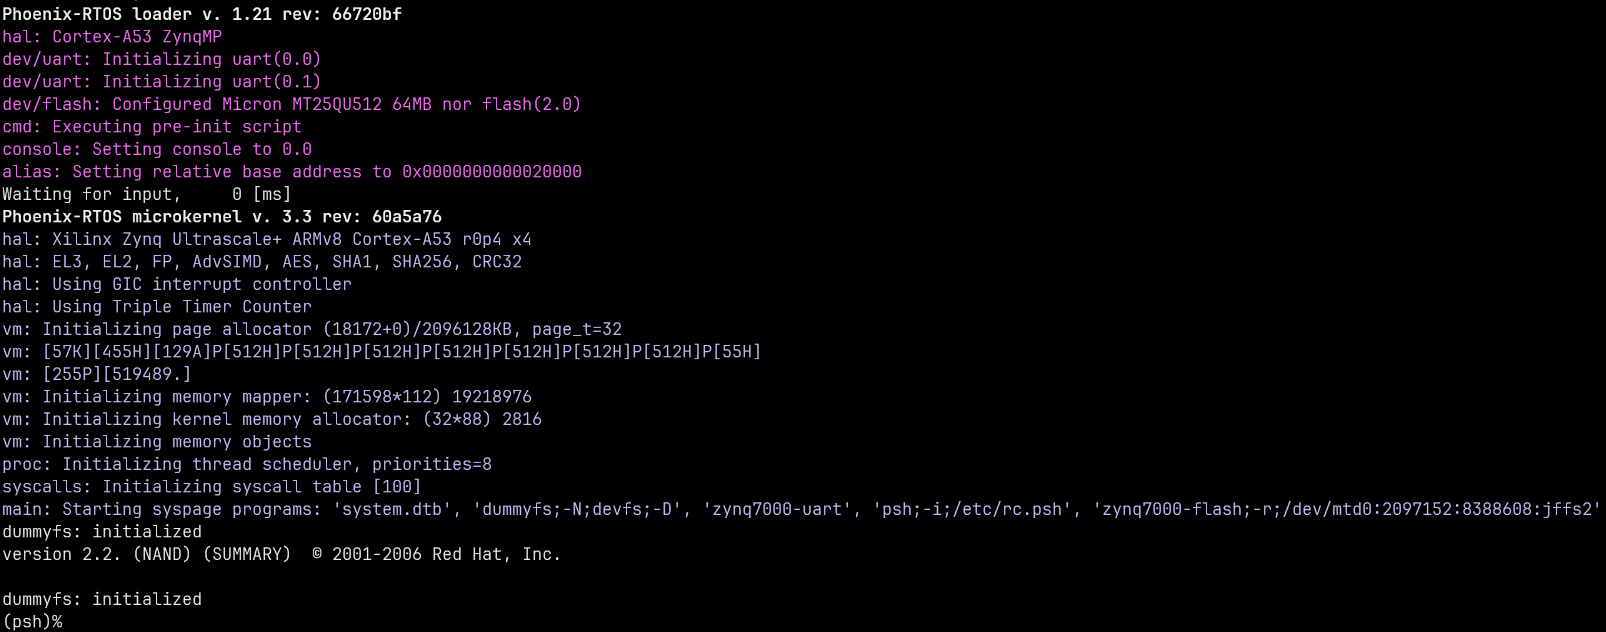 Phoenix-RTOS loader v. 1.21 rev: 66720bf
hal: Cortex-A53 ZynqMP
dev/uart: Initializing uart(0.0)
dev/uart: Initializing uart(0.1)
dev/flash: Configured Micron MT25QU512 64MB nor flash(2.0)
cmd: Executing pre-init script
console: Setting console to 0.0
alias: Setting relative base address to 0x0000000000020000
Waiting for input,     0 [ms]
Phoenix-RTOS microkernel v. 3.3 rev: 60a5a76
hal: Xilinx Zynq Ultrascale+ ARMv8 Cortex-A53 r0p4 x4
hal: EL3, EL2, FP, AdvSIMD, AES, SHA1, SHA256, CRC32
hal: Using GIC interrupt controller
hal: Using Triple Timer Counter
vm: Initializing page allocator (18172+0)/2096128KB, page_t=32
vm: [57K][455H][129A]P[512H]P[512H]P[512H]P[512H]P[512H]P[512H]P[512H]P[55H]
vm: [255P][519489.]
vm: Initializing memory mapper: (171598*112) 19218976
vm: Initializing kernel memory allocator: (32*88) 2816
vm: Initializing memory objects
proc: Initializing thread scheduler, priorities=8
syscalls: Initializing syscall table [100]
main: Starting syspage programs: 'system.dtb', 'dummyfs;-N;devfs;-D', 'zynq7000-uart', 'psh;-i;/etc/rc.psh', 'zynq7000-flash;-r;/dev/mtd0:2097152:8388608:jffs2'
dummyfs: initialized
version 2.2. (NAND) (SUMMARY)  © 2001-2006 Red Hat, Inc.
dummyfs: initialized
(psh)%